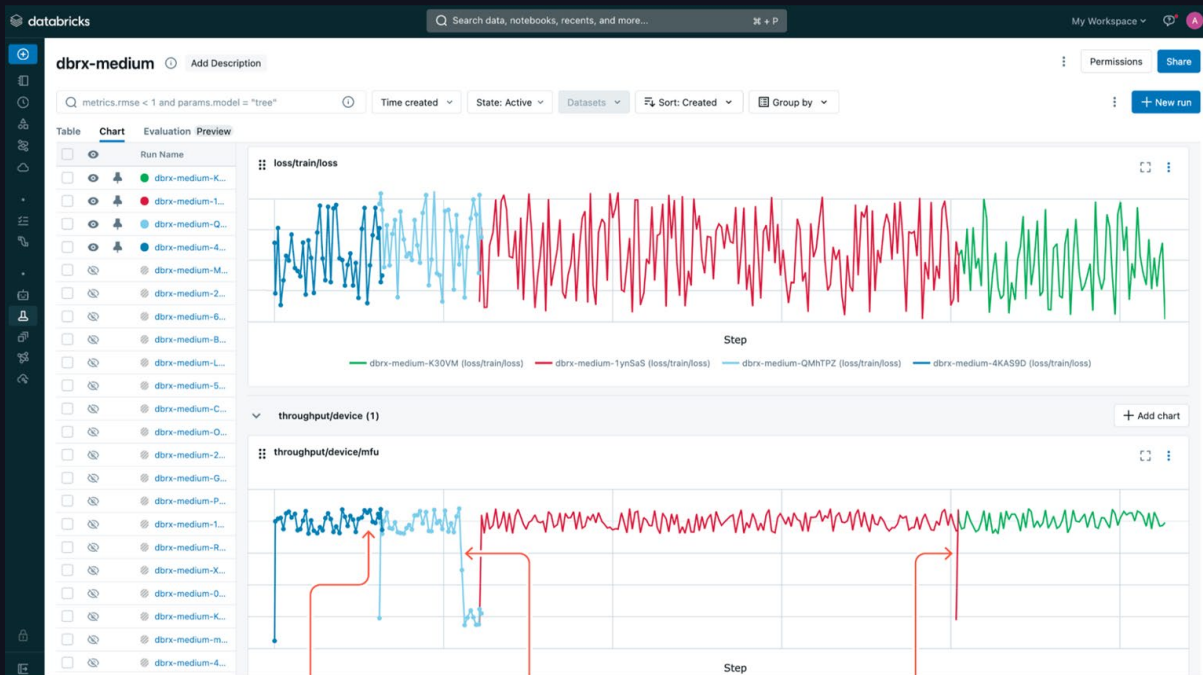 databricks
Search data, notebooks, recents, and more...
⌘ + P
My Workspace
A
dbrx-medium
Add Description
Permissions
Share
metrics.rmse < 1 and params.model = "tree"
Time created
State: Active
Datasets
Sort: Created
Group by
+ New run
Table
Chart
Evaluation
Preview
Run Name
dbrx-medium-K...
dbrx-medium-1...
dbrx-medium-Q...
dbrx-medium-4...
dbrx-medium-M...
dbrx-medium-2...
dbrx-medium-6...
dbrx-medium-B...
dbrx-medium-L...
dbrx-medium-5...
dbrx-medium-C...
dbrx-medium-O...
dbrx-medium-2...
dbrx-medium-G...
dbrx-medium-P...
dbrx-medium-1...
dbrx-medium-R...
dbrx-medium-X...
dbrx-medium-0...
dbrx-medium-K...
dbrx-medium-m...
dbrx-medium-4...
loss/train/loss
Step
dbrx-medium-K30VM (loss/train/loss)
dbrx-medium-1ynSaS (loss/train/loss)
dbrx-medium-QMhTPZ (loss/train/loss)
dbrx-medium-4KAS9D (loss/train/loss)
throughput/device (1)
+ Add chart
throughput/device/mfu
Step